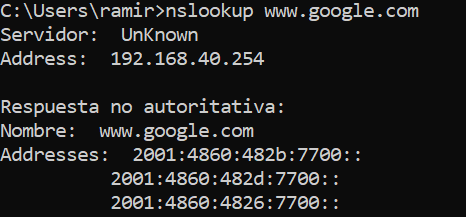 C:\Users\ramir>nslookup www.google.com
Servidor:  UnKnown
Address:  192.168.40.254

Respuesta no autoritativa:
Nombre:  www.google.com
Addresses:  2001:4860:482b:7700::
          2001:4860:482d:7700::
          2001:4860:4826:7700::